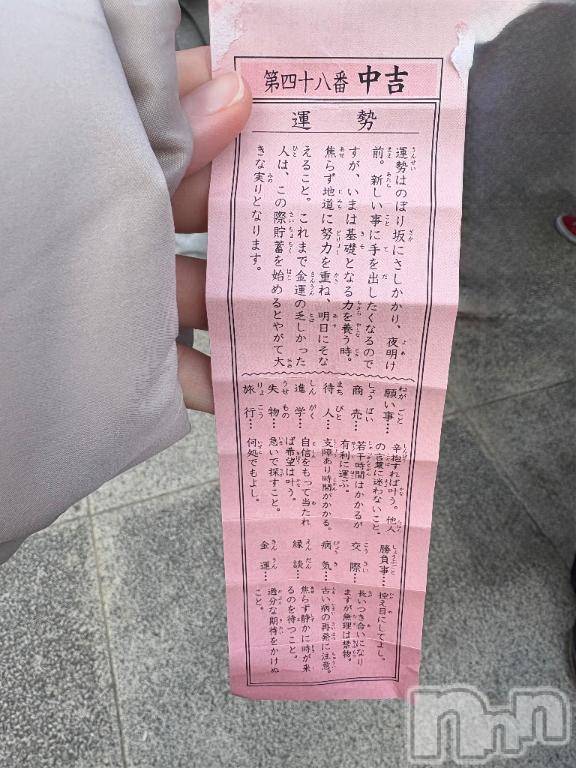 第四十八番 中吉
運勢
運勢はのぼり坂にさしかかり、夜明け
前。新しい事に手を出したくなるので
すが、いまは基礎となる力を養う時。
焦らず地道に努力を重ね、明日にそな
えること。これまで金運の乏しかった
人は、この際貯蓄を始めるとやがて大
きな実りとなります。
願い事…辛抱すれば叶う。他人
の言葉に迷わないこと。
商売…若干時間はかかるが
有利に運ぶ。
待人…支障あり時間がかかる。
進学…自信をもって当たれ
ば希望は叶う。
失物…急いで探すこと。
旅行…何処でもよし。
勝負事…控え目にしてよし。
交際…長いつき合いになり
ますが無理は禁物。
病気…古い病の再発に注意。
縁談…焦らず静かに時が来
るのを待つこと。
金運…過分な期待をかけぬ
こと。
nnn